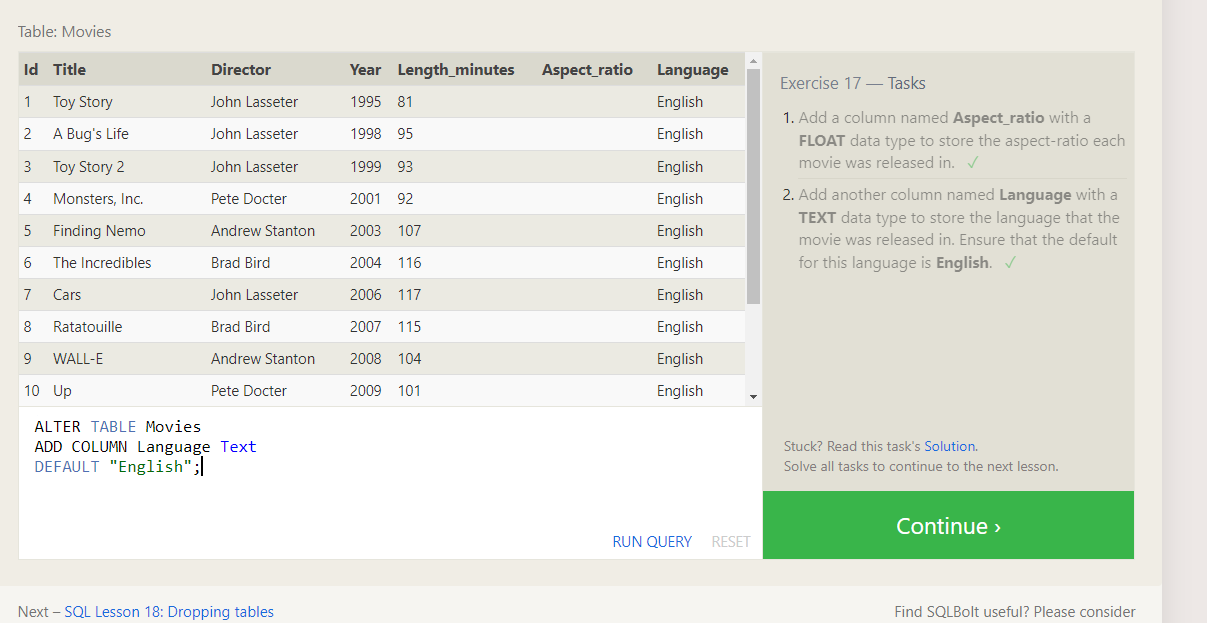 Table: Movies
Id Title Director Year Length_minutes Aspect_ratio Language
1 Toy Story John Lasseter 1995 81 English
2 A Bug's Life John Lasseter 1998 95 English
3 Toy Story 2 John Lasseter 1999 93 English
4 Monsters, Inc. Pete Docter 2001 92 English
5 Finding Nemo Andrew Stanton 2003 107 English
6 The Incredibles Brad Bird 2004 116 English
7 Cars John Lasseter 2006 117 English
8 Ratatouille Brad Bird 2007 115 English
9 WALL-E Andrew Stanton 2008 104 English
10 Up Pete Docter 2009 101 English
ALTER TABLE Movies
ADD COLUMN Language Text
DEFAULT "English";
RUN QUERY RESET
Exercise 17 — Tasks
1. Add a column named Aspect_ratio with a
FLOAT data type to store the aspect-ratio each
movie was released in. ✓
2. Add another column named Language with a
TEXT data type to store the language that the
movie was released in. Ensure that the default
for this language is English. ✓
Stuck? Read this task's Solution.
Solve all tasks to continue to the next lesson.
Continue ›
Next – SQL Lesson 18: Dropping tables
Find SQLBolt useful? Please consider